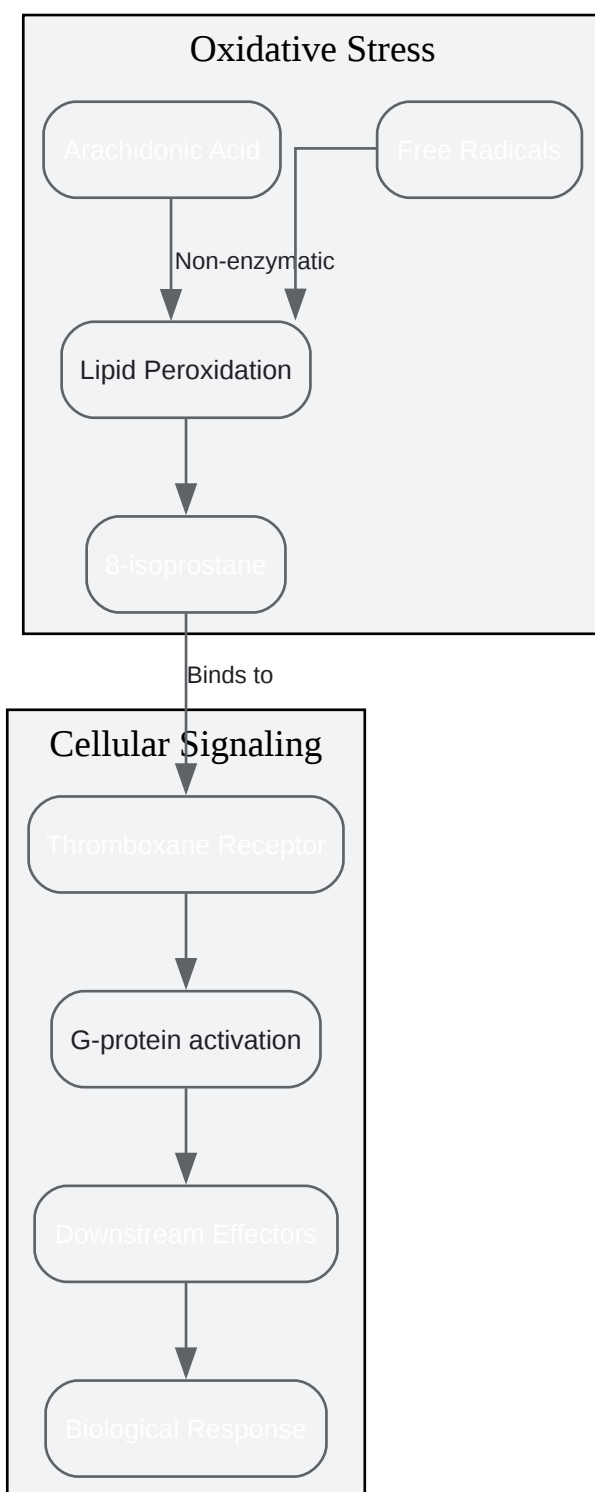 Oxidative Stress
Arachidonic Acid
Free Radicals
Non-enzymatic
Lipid Peroxidation
8-isoprostane
Binds to
Cellular Signaling
Thromboxane Receptor
G-protein activation
Downstream Effectors
Biological Response